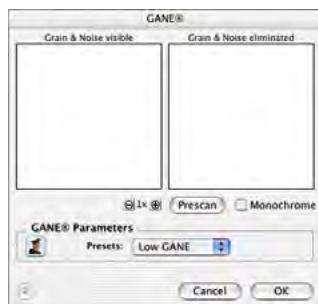 GANE®
Grain & Noise visible Grain & Noise eliminated
1x Prescan Monochrome
GANE® Parameters
Presets: Low GANE
Cancel OK